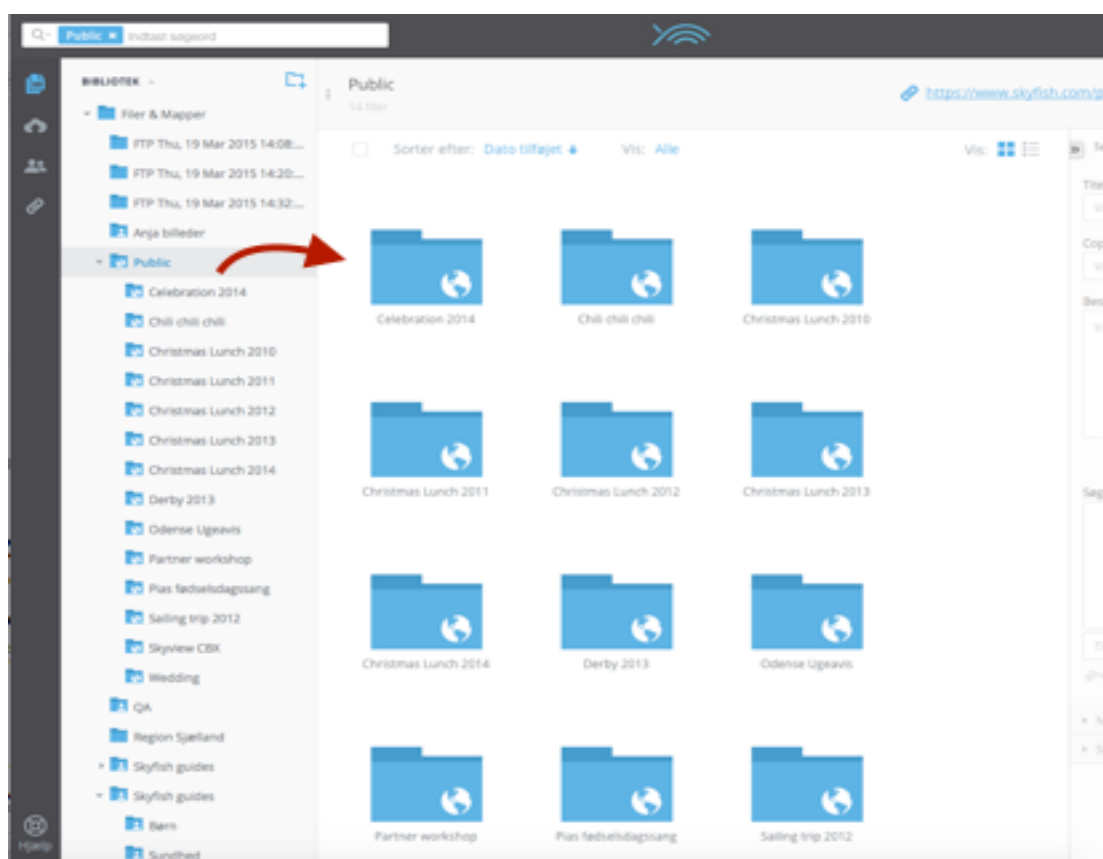 Public × Indtast søgeord
BIBLIOTEK
Filer & Mapper
FTP Thu, 19 Mar 2015 14:08:...
FTP Thu, 19 Mar 2015 14:20:...
FTP Thu, 19 Mar 2015 14:32:...
Anja billeder
Public
Celebration 2014
Chili chili chili
Christmas Lunch 2010
Christmas Lunch 2011
Christmas Lunch 2012
Christmas Lunch 2013
Christmas Lunch 2014
Derby 2013
Odense Ugeavis
Partner workshop
Pias fødselsdagssang
Sailing trip 2012
Skyview CBX
Wedding
QA
Region Sjælland
Skyfish guides
Skyfish guides
Børn
Sundhed
Hjælp
Public
14 filer
https://www.skyfish.com/p
Sorter efter: Dato tilføjet Vis: Alle Vis:
Celebration 2014 Chili chili chili Christmas Lunch 2010
Christmas Lunch 2011 Christmas Lunch 2012 Christmas Lunch 2013
Christmas Lunch 2014 Derby 2013 Odense Ugeavis
Partner workshop Pias fødselsdagssang Sailing trip 2012
Tite
Cop
Bes
Søg